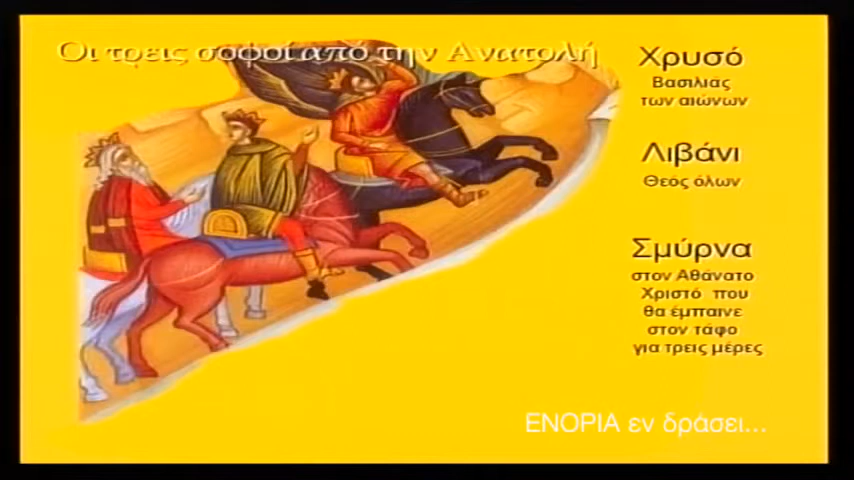 Οι τρεις σοφοί από την Ανατολή
Χρυσό
Βασιλιάς
των αιώνων
Λιβάνι
Θεός όλων
Σμύρνα
στον Αθάνατο
Χριστό που
θα έμπαινε
στον τάφο
για τρεις μέρες
ΕΝΟΡΙΑ εν δράσει...